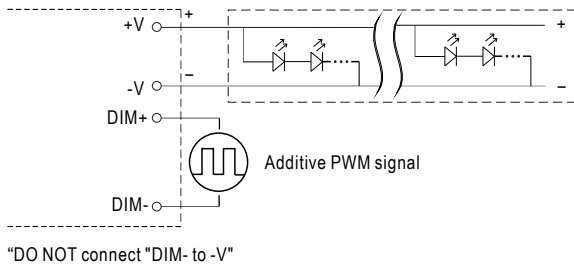 +V + +
-V – –
DIM+
Additive PWM signal
DIM-
“DO NOT connect "DIM- to -V"